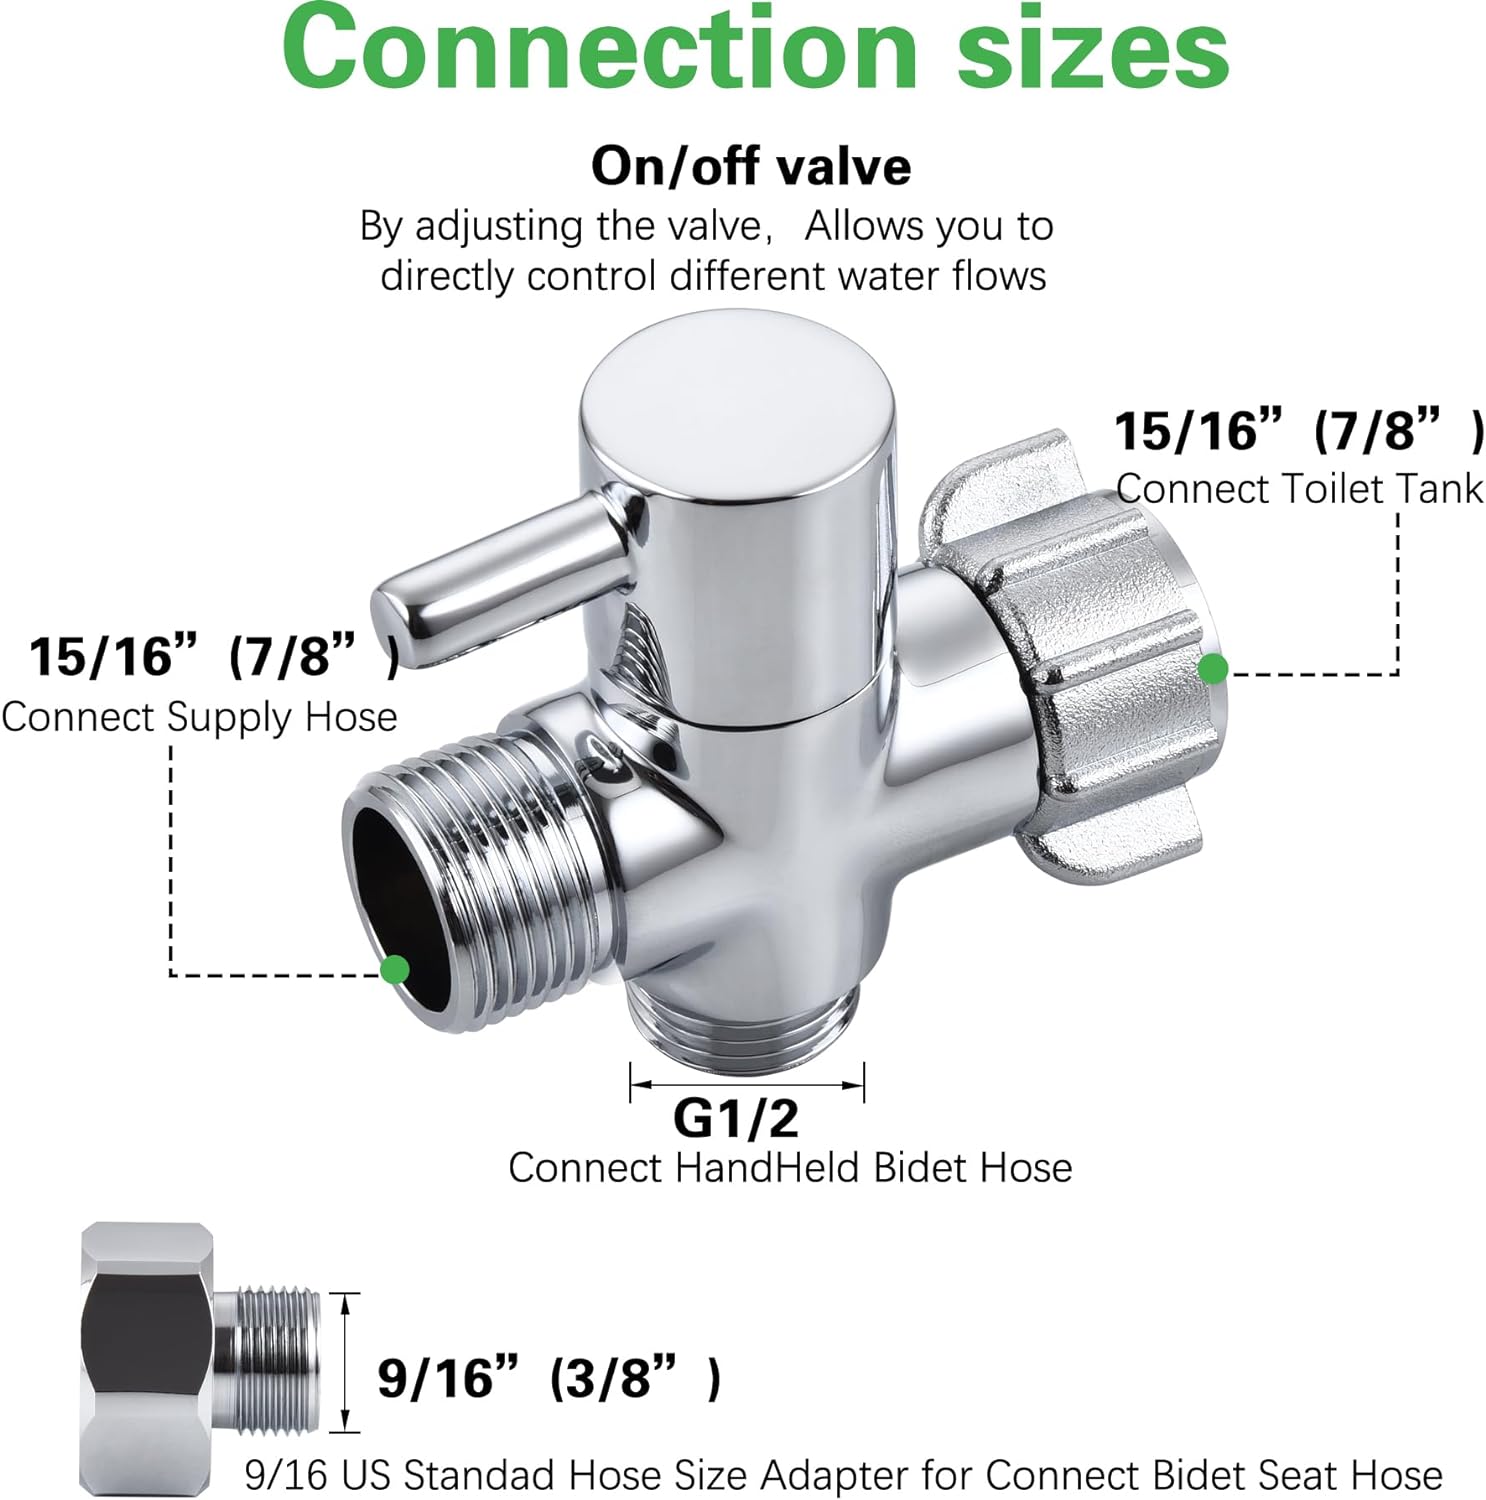 Connection sizes
On/off valve
By adjusting the valve, Allows you to
directly control different water flows
15/16” (7/8” )
Connect Toilet Tank
15/16” (7/8” )
Connect Supply Hose
G1/2
Connect HandHeld Bidet Hose
9/16” (3/8” )
9/16 US Standad Hose Size Adapter for Connect Bidet Seat Hose